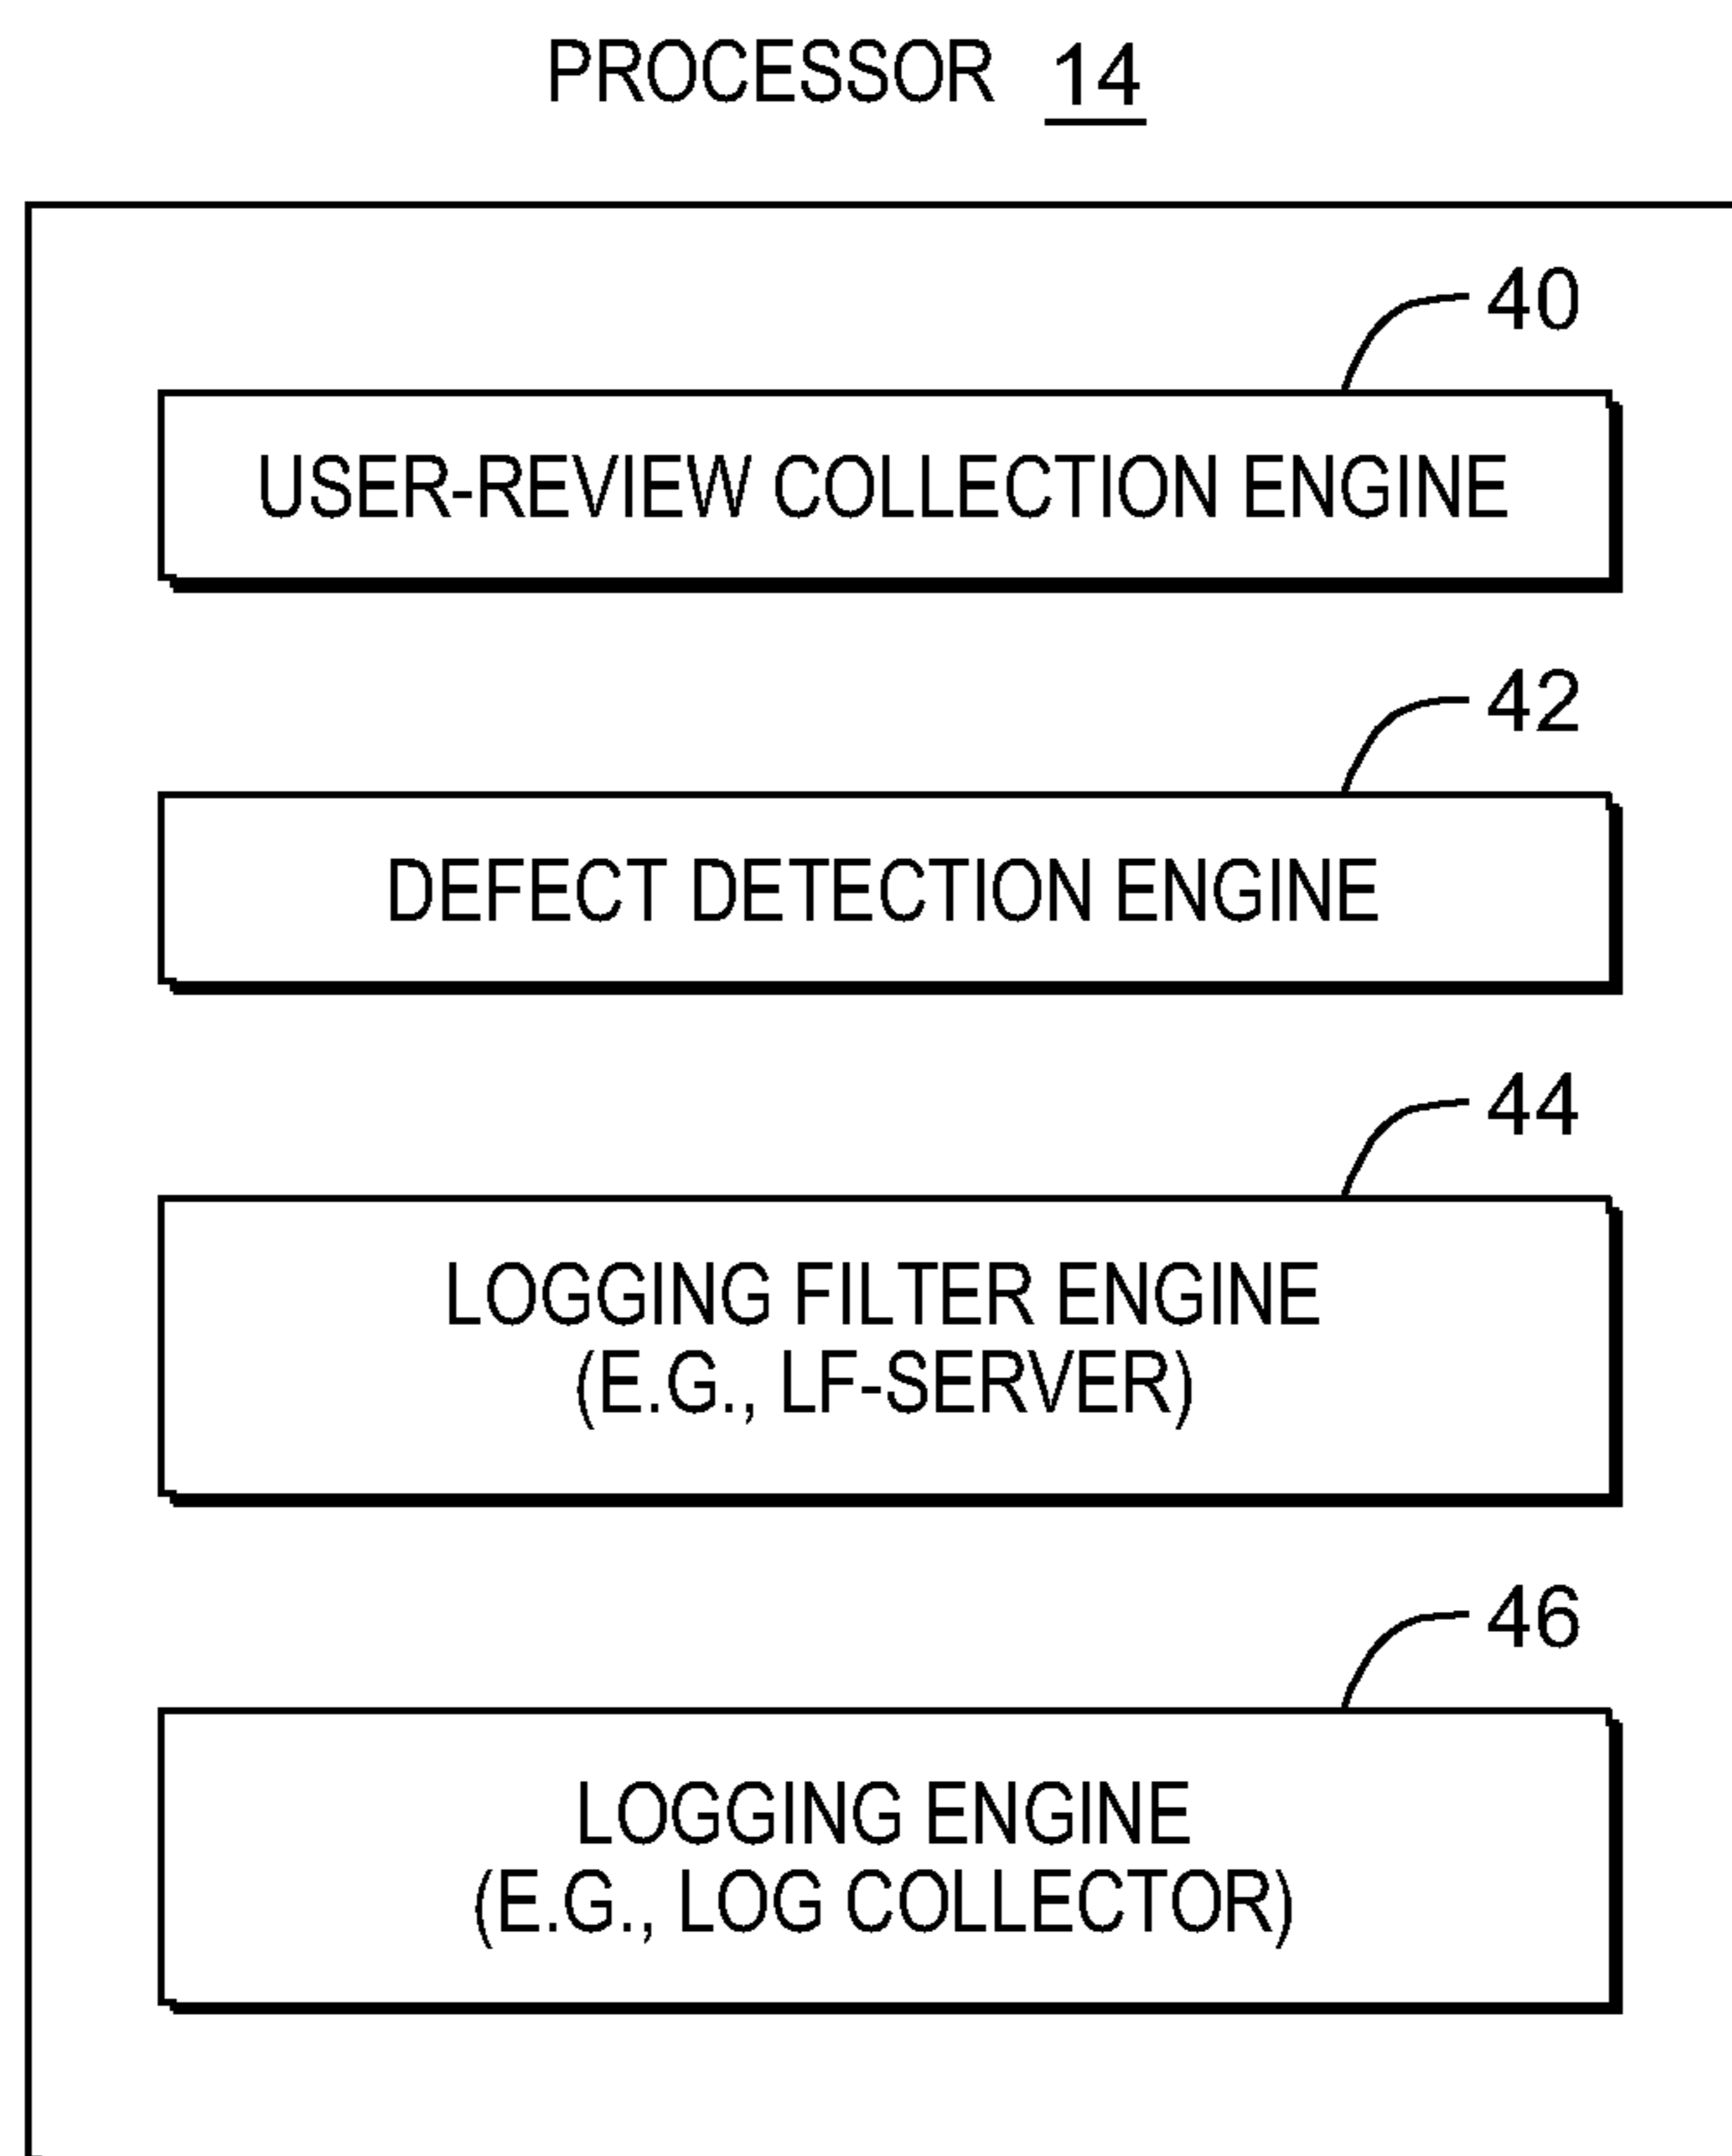 PROCESSOR 14
40
USER-REVIEW COLLECTION ENGINE
42
DEFECT DETECTION ENGINE
44
LOGGING FILTER ENGINE
(E.G., LF-SERVER)
46
LOGGING ENGINE
(E.G., LOG COLLECTOR)